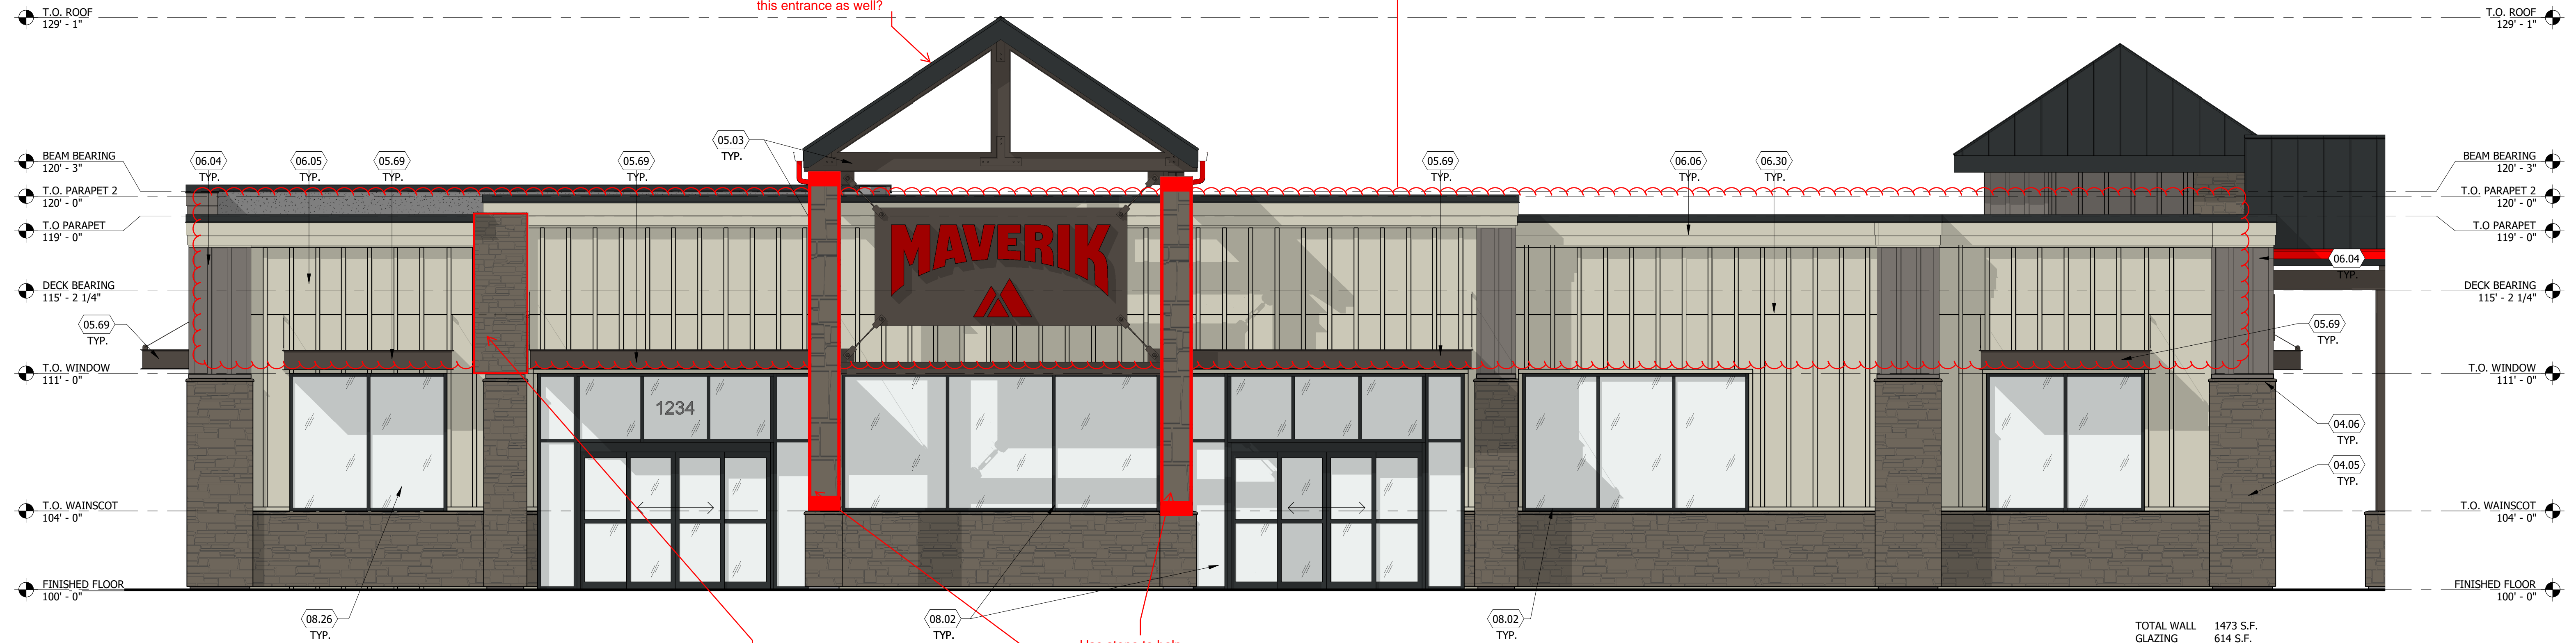 this entrance as well?
T.O. ROOF
129' - 1"
T.O. ROOF
129' - 1"
05.03
TYP.
BEAM BEARING
120' - 3"
06.04
TYP.
06.05
TYP.
05.69
TYP.
05.69
TYP.
05.69
TYP.
06.06
TYP.
06.30
TYP.
BEAM BEARING
120' - 3"
T.O. PARAPET 2
120' - 0"
T.O. PARAPET 2
120' - 0"
T.O PARAPET
119' - 0"
T.O PARAPET
119' - 0"
MAVERIK
06.04
TYP.
DECK BEARING
115' - 2 1/4"
DECK BEARING
115' - 2 1/4"
05.69
TYP.
05.69
TYP.
T.O. WINDOW
111' - 0"
T.O. WINDOW
111' - 0"
1234
04.06
TYP.
04.05
TYP.
T.O. WAINSCOT
104' - 0"
T.O. WAINSCOT
104' - 0"
FINISHED FLOOR
100' - 0"
FINISHED FLOOR
100' - 0"
08.26
TYP.
08.02
TYP.
08.02
TYP.
TOTAL WALL 1473 S.F.
GLAZING 614 S.F.